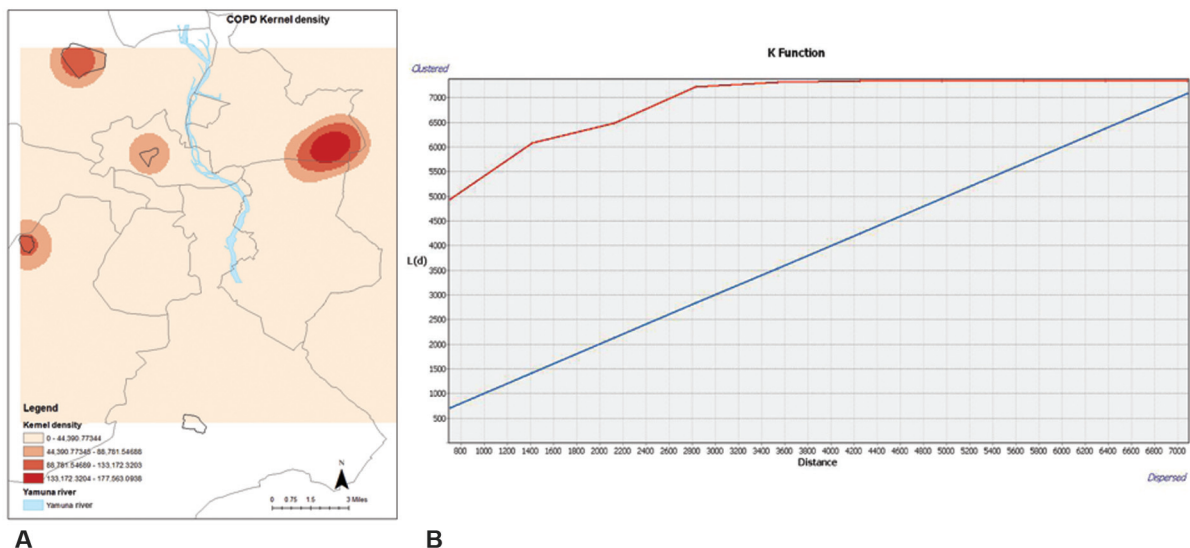 COPD Kernel density
Legend
Kernel density
0 - 44,390.77344
44,390.77345 - 88,781.54688
88,781.54689 - 133,172.3203
133,172.3204 - 177,563.0938
Yamuna river
Yamuna river
N
0 0.75 1.5 3 Miles
A
K Function
Clustered
7000
6500
6000
5500
5000
4500
L(d)
4000
3500
3000
2500
2000
1500
1000
500
800 1000 1200 1400 1600 1800 2000 2200 2400 2600 2800 3000 3200 3400 3600 3800 4000 4200 4400 4600 4800 5000 5200 5400 5600 5800 6000 6200 6400 6600 6800 7000
Distance
Dispersed
B